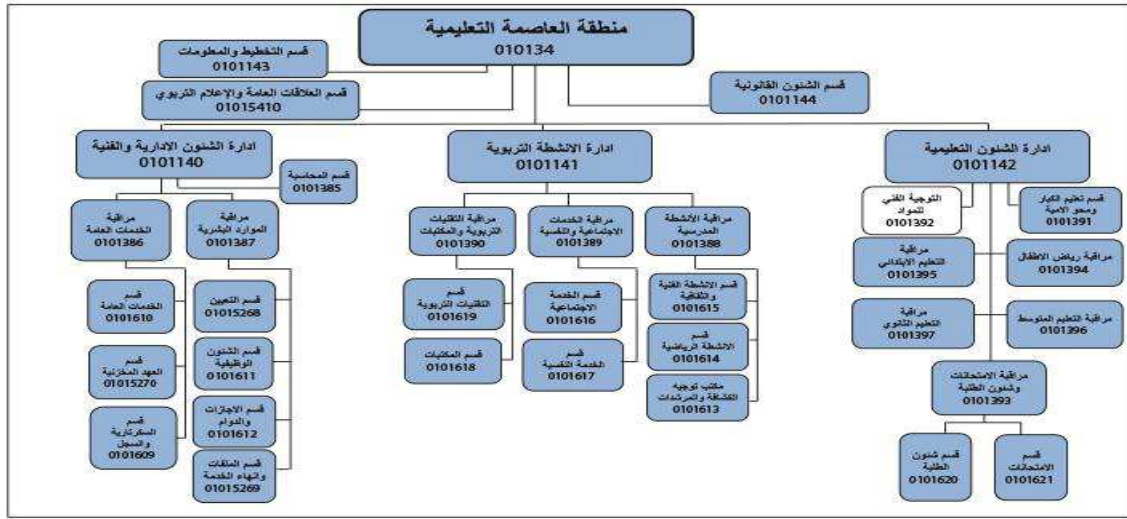 منطقة العاصمة التعليمية
010134
قسم التخطيط والمعلومات
0101143
قسم العلاقات العامة والإعلام التربوي
01015410
قسم الشئون القانونية
0101144
ادارة الشئون التعليمية
0101142
قسم تعليم الكبار
ومحو الامية
0101391
التوجية الفني
للمواد
0101392
مراقبة رياض الاطفال
0101394
مراقبة
التعليم الابتدائي
0101395
مراقبة التعليم المتوسط
0101396
مراقبة
التعليم الثانوي
0101397
مراقبة الامتحانات
وشئون الطلبة
0101393
قسم
الامتحانات
0101621
قسم شئون
الطلبة
0101620
ادارة الانشطة التربوية
0101141
مراقبة الأنشطة
المدرسية
0101388
قسم الانشطة الفنية
والثقافية
0101615
قسم
الانشطة الرياضية
0101614
مكتب توجيه
الكشافة والمرشدات
0101613
مراقبة الخدمات
الاجتماعية والنفسية
0101389
قسم الخدمة
الاجتماعية
0101616
قسم
الخدمة النفسية
0101617
مراقبة التقنيات
التربوية والمكتبات
0101390
قسم
التقنيات التربوية
0101619
قسم المكتبات
0101618
ادارة الشئون الادارية والفنية
0101140
قسم المحاسبة
0101385
مراقبة
الموارد البشرية
0101387
قسم التعيين
01015268
قسم الشئون
الوظيفية
0101611
قسم الاجازات
والدوام
0101612
قسم الملفات
وانهاء الخدمة
01015269
مراقبة
الخدمات العامة
0101386
قسم
الخدمات العامة
0101610
قسم
العهد المخزنية
01015270
قسم
السكرتارية
والسجل
0101609